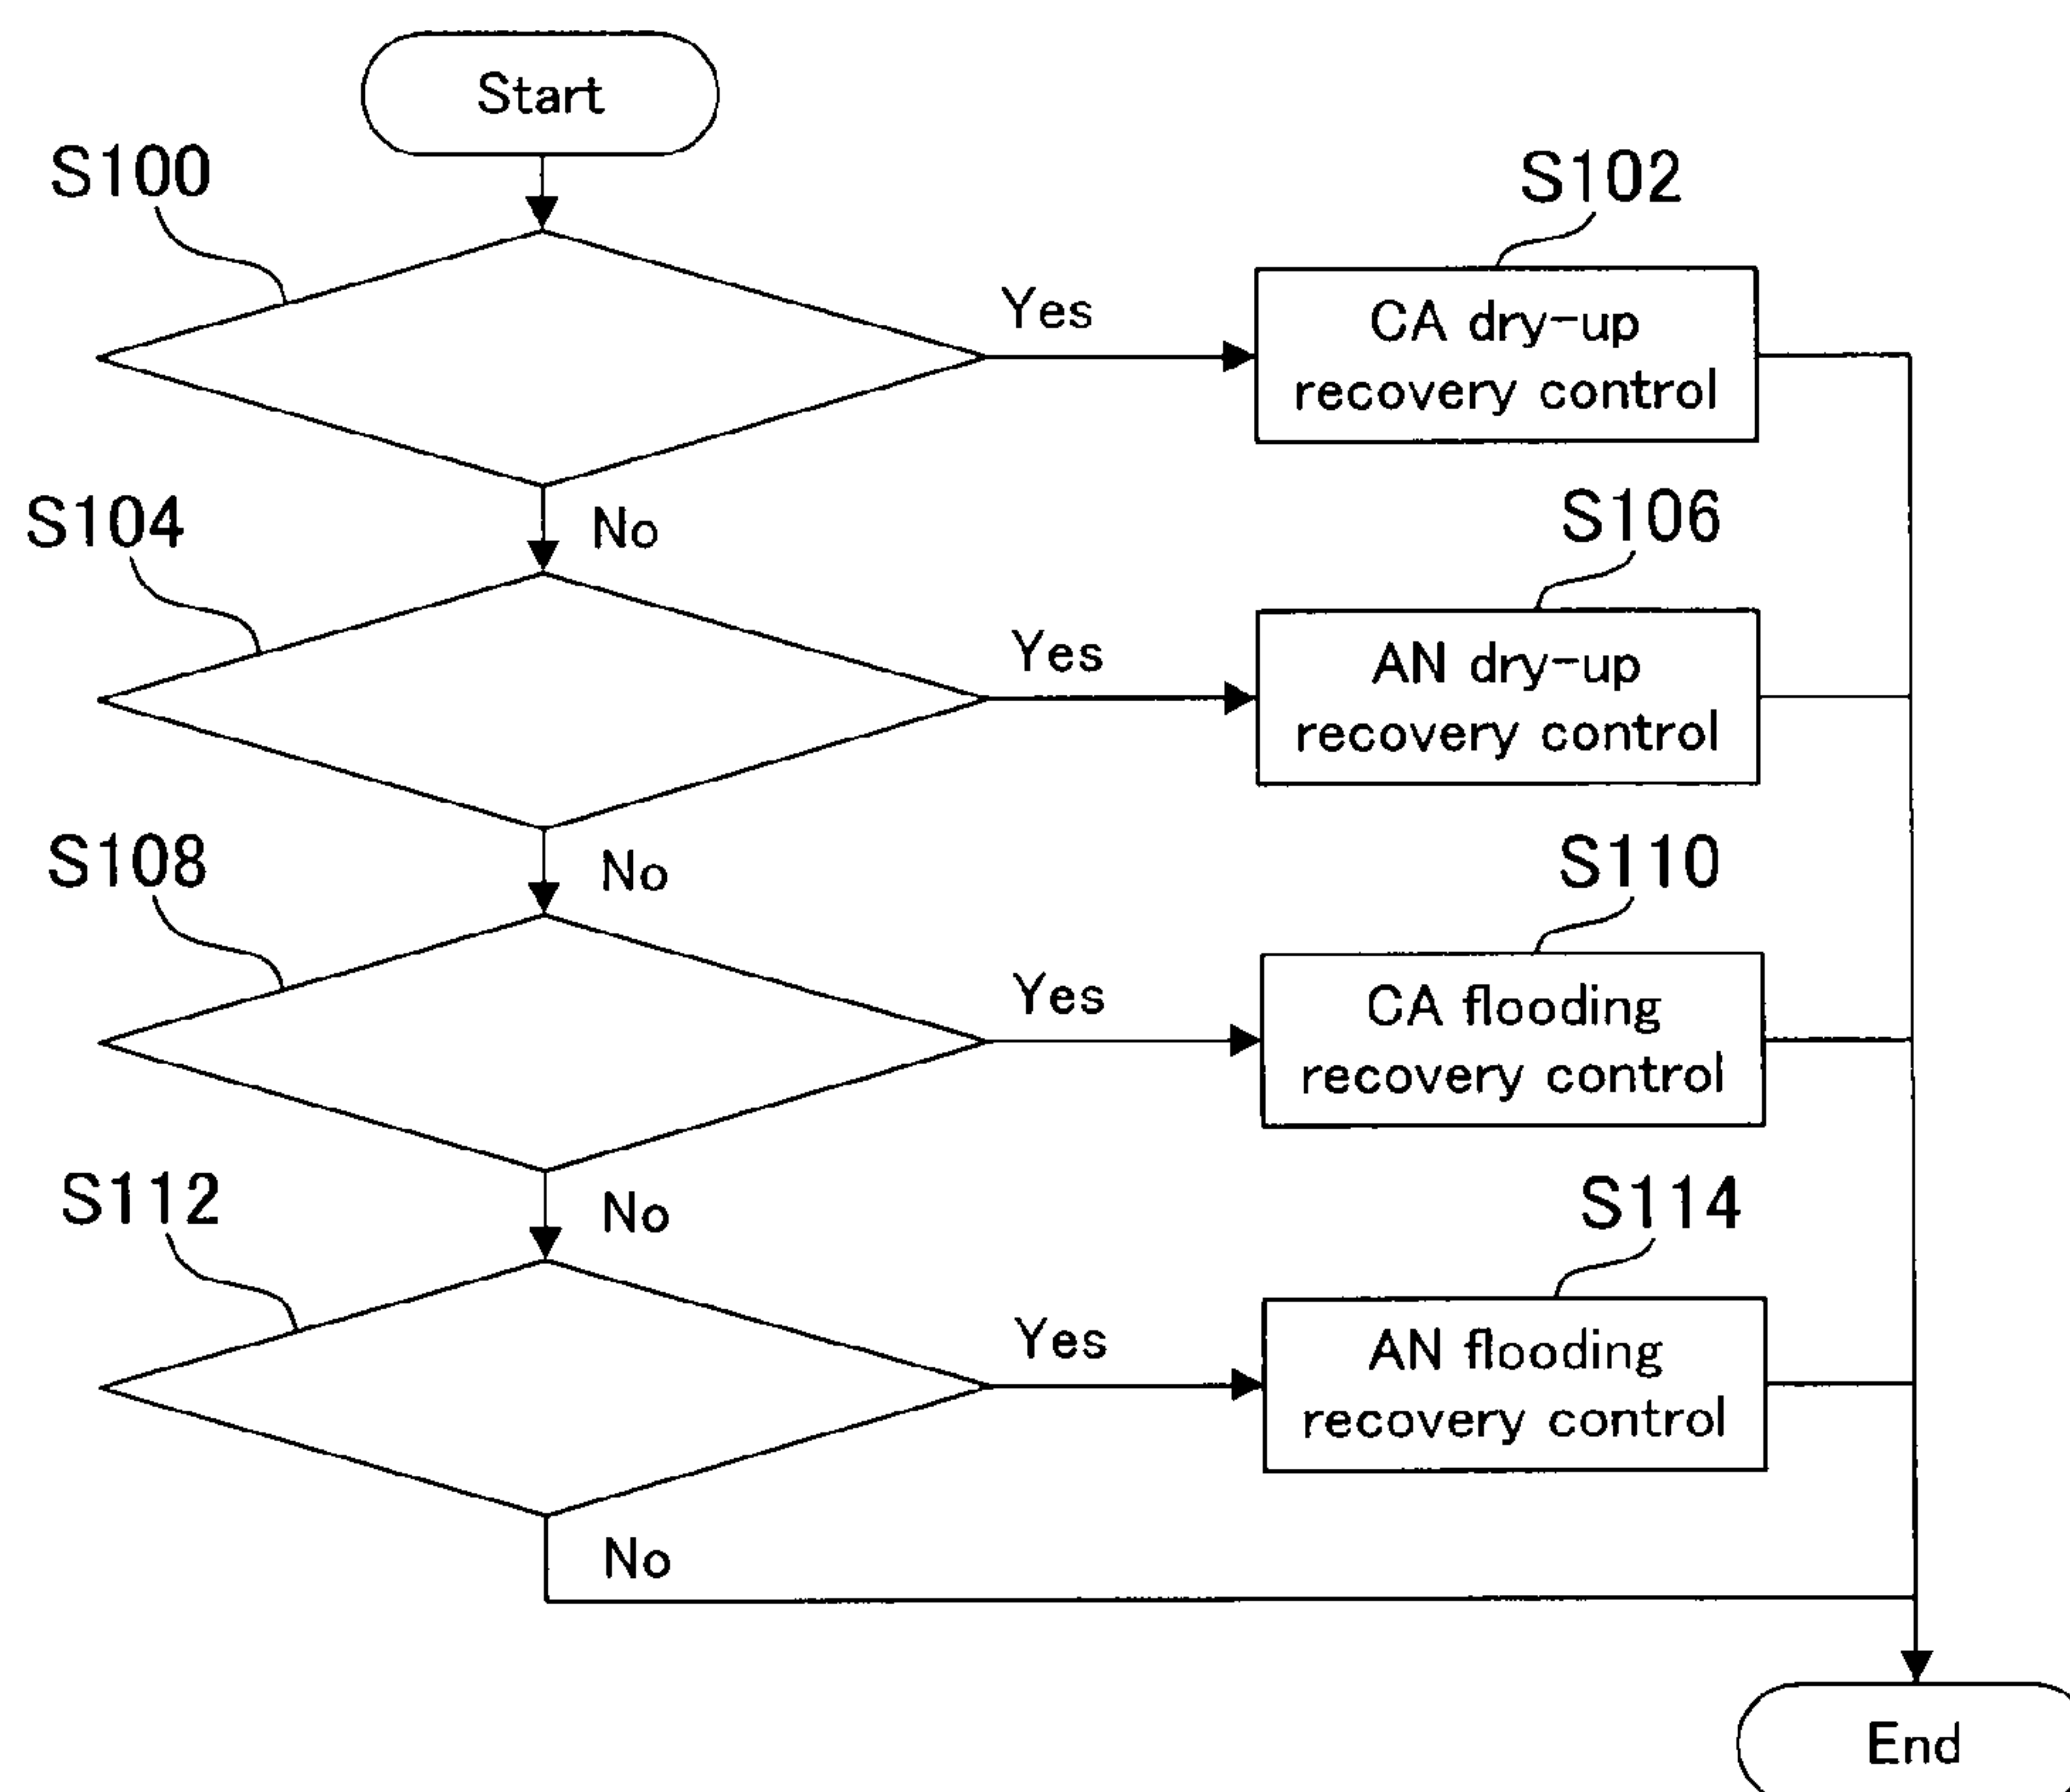 Start
S100
S102
Yes
CA dry-up
recovery control
No
S104
S106
Yes
AN dry-up
recovery control
No
S108
S110
Yes
CA flooding
recovery control
No
S112
S114
Yes
AN flooding
recovery control
No
End